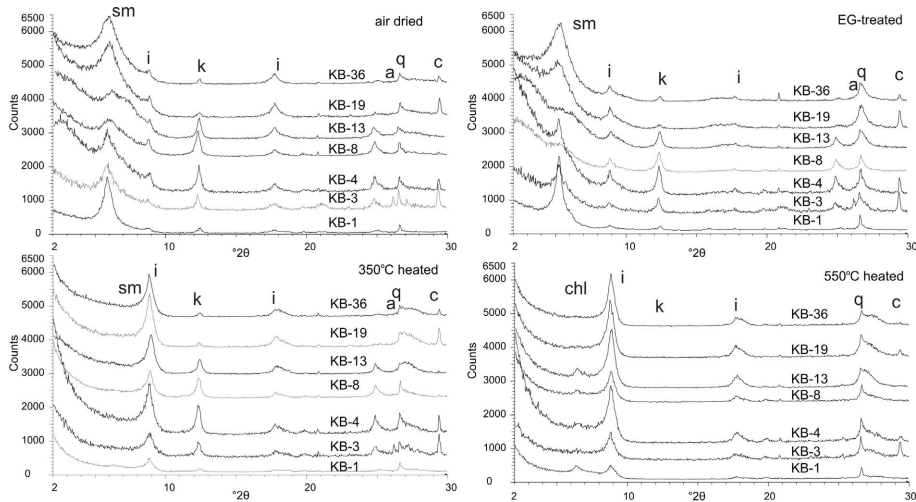 air dried
sm
i
k
i
a
q
c
KB-36
KB-19
KB-13
KB-8
KB-4
KB-3
KB-1
Counts
6500
6000
5000
4000
3000
2000
1000
0
2
10
20
30
°2θ
EG-treated
sm
i
k
i
a
q
c
KB-36
KB-19
KB-13
KB-8
KB-4
KB-3
KB-1
Counts
6500
6000
5000
4000
3000
2000
1000
0
2
10
20
30
°2θ
350°C heated
sm
i
k
i
a
q
c
KB-36
KB-19
KB-13
KB-8
KB-4
KB-3
KB-1
Counts
6500
6000
5000
4000
3000
2000
1000
0
2
10
20
30
°2θ
550°C heated
chl
i
k
i
q
c
KB-36
KB-19
KB-13
KB-8
KB-4
KB-3
KB-1
Counts
6500
6000
5000
4000
3000
2000
1000
0
2
10
20
30
°2θ